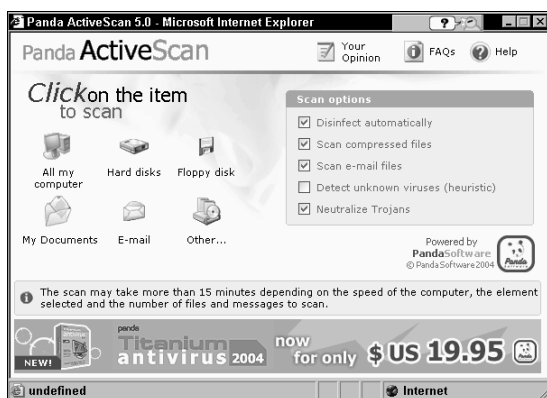 Panda ActiveScan 5.0 - Microsoft Internet Explorer
Panda ActiveScan
Your Opinion
FAQs
Help
Click on the item
to scan
All my computer
Hard disks
Floppy disk
My Documents
E-mail
Other...
Scan options
Disinfect automatically
Scan compressed files
Scan e-mail files
Detect unknown viruses (heuristic)
Neutralize Trojans
Powered by
PandaSoftware
© PandaSoftware 2004
Panda
The scan may take more than 15 minutes depending on the speed of the computer, the element
selected and the number of files and messages to scan.
NEW!
panda
Titanium
antivirus 2004
now
for only
$ US 19.95
undefined
Internet